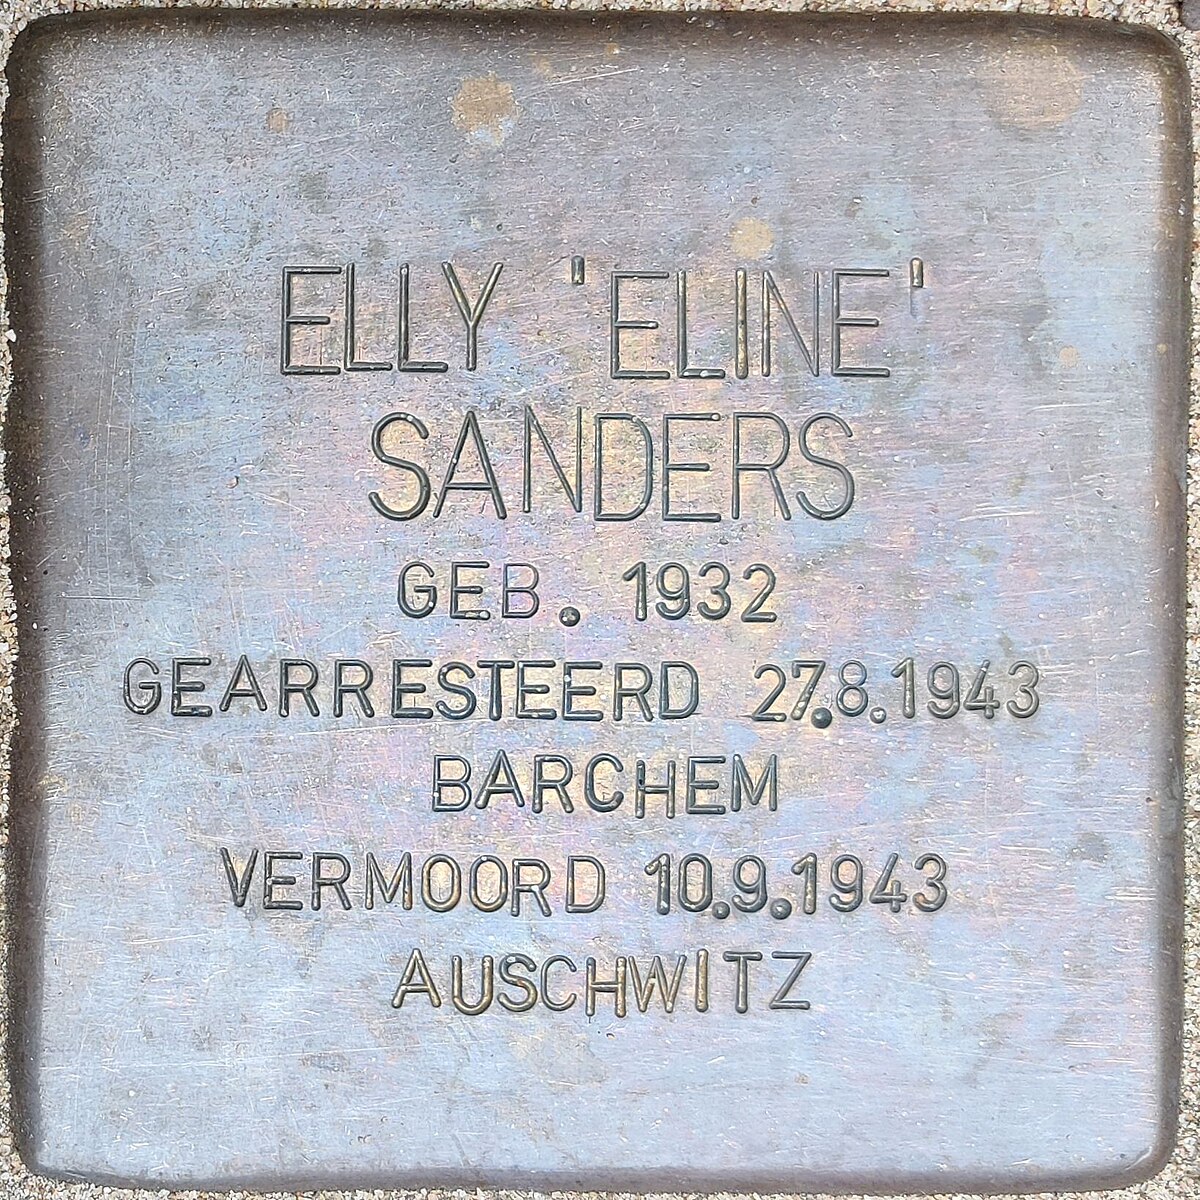 ELLY 'ELINE'
SANDERS
GEB. 1932
GEARRESTEERD 27.8.1943
BARCHEM
VERMOORD 10.9.1943
AUSCHWITZ